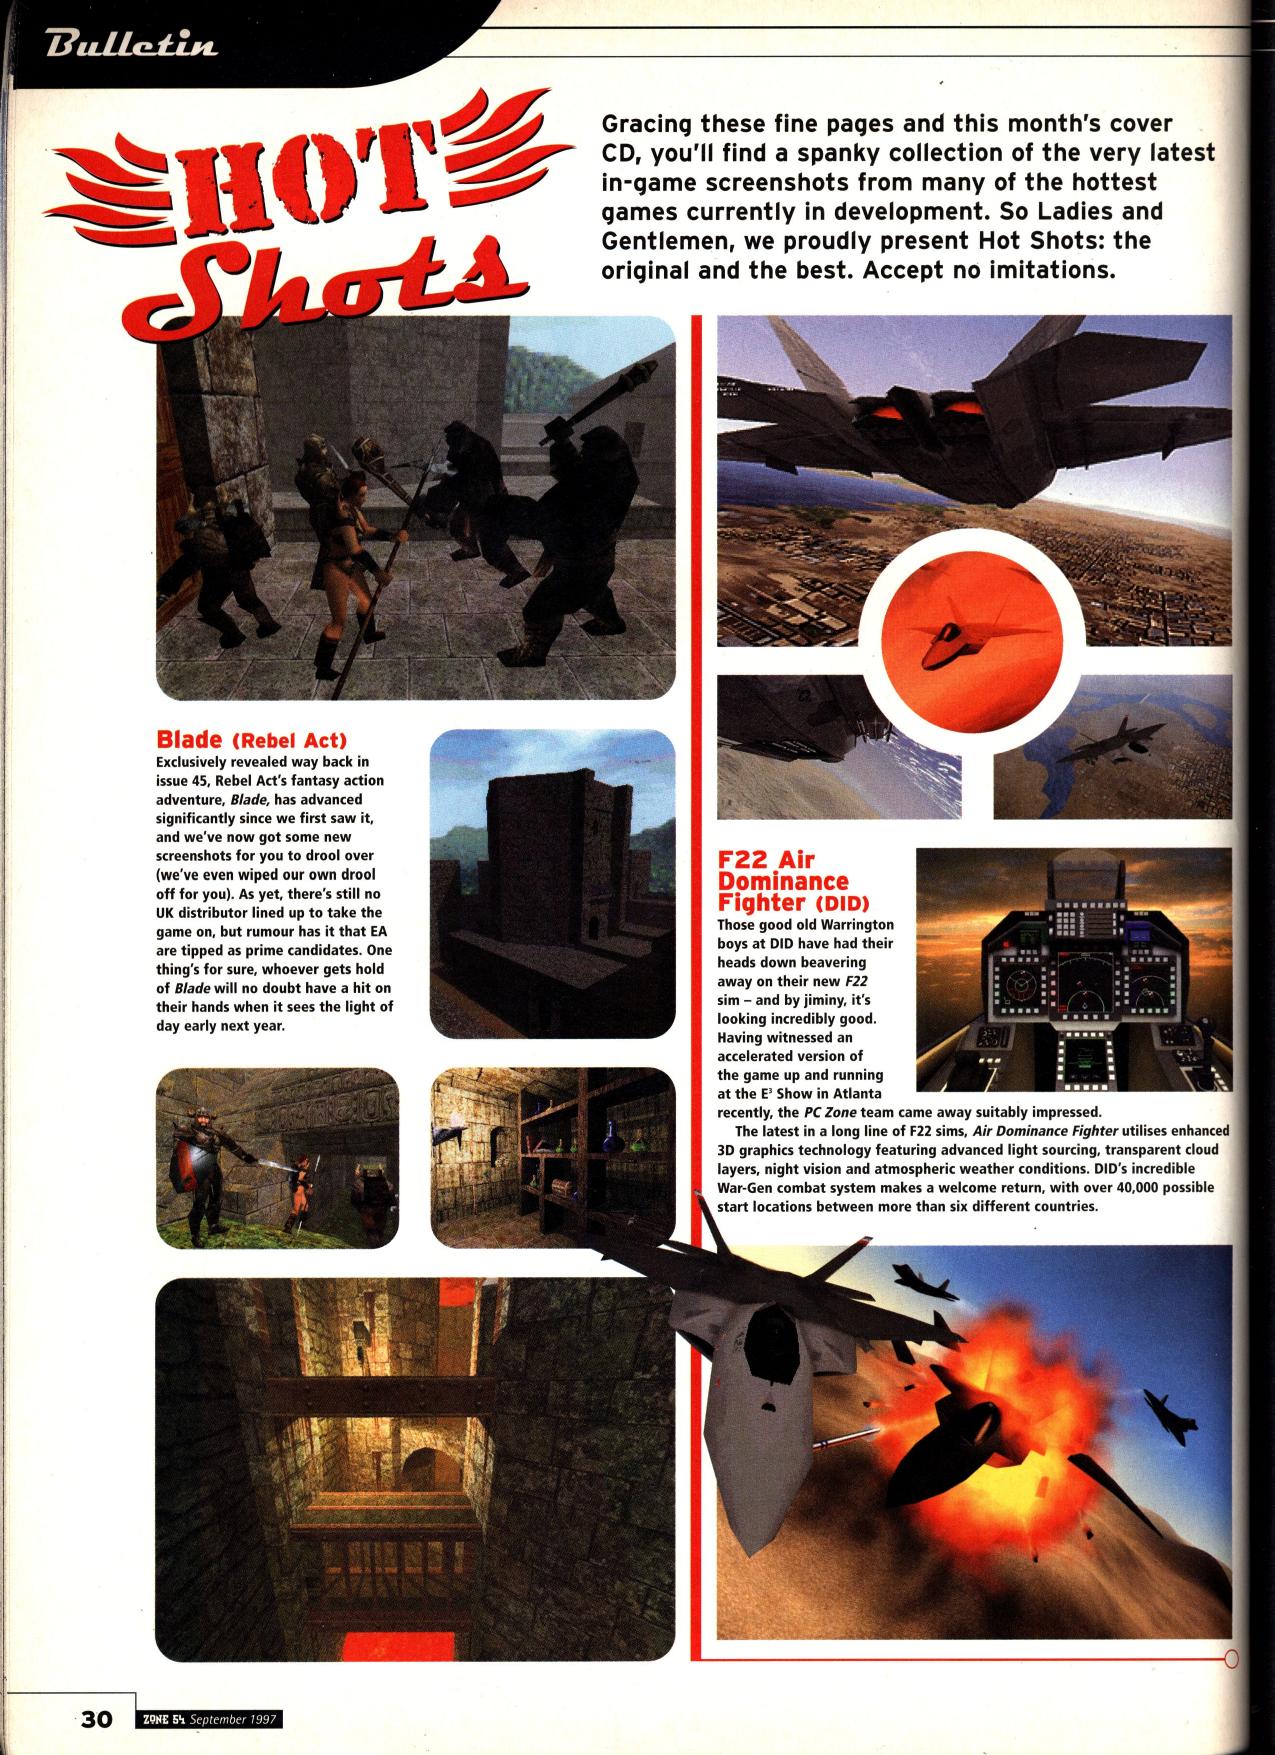 Bulletin
HOT
Shots
Gracing these fine pages and this month's cover
CD, you'll find a spanky collection of the very latest
in-game screenshots from many of the hottest
games currently in development. So Ladies and
Gentlemen, we proudly present Hot Shots: the
original and the best. Accept no imitations.
Blade (Rebel Act)
Exclusively revealed way back in
issue 45, Rebel Act's fantasy action
adventure, Blade, has advanced
significantly since we first saw it,
and we've now got some new
screenshots for you to drool over
(we've even wiped our own drool
off for you). As yet, there's still no
UK distributor lined up to take the
game on, but rumour has it that EA
are tipped as prime candidates. One
thing's for sure, whoever gets hold
of Blade will no doubt have a hit on
their hands when it sees the light of
day early next year.
F22 Air
Dominance
Fighter (DID)
Those good old Warrington
boys at DID have had their
heads down beavering
away on their new F22
sim – and by jiminy, it's
looking incredibly good.
Having witnessed an
accelerated version of
the game up and running
at the E³ Show in Atlanta
recently, the PC Zone team came away suitably impressed.
The latest in a long line of F22 sims, Air Dominance Fighter utilises enhanced
3D graphics technology featuring advanced light sourcing, transparent cloud
layers, night vision and atmospheric weather conditions. DID's incredible
War-Gen combat system makes a welcome return, with over 40,000 possible
start locations between more than six different countries.
30
ZONE 54 September 1997